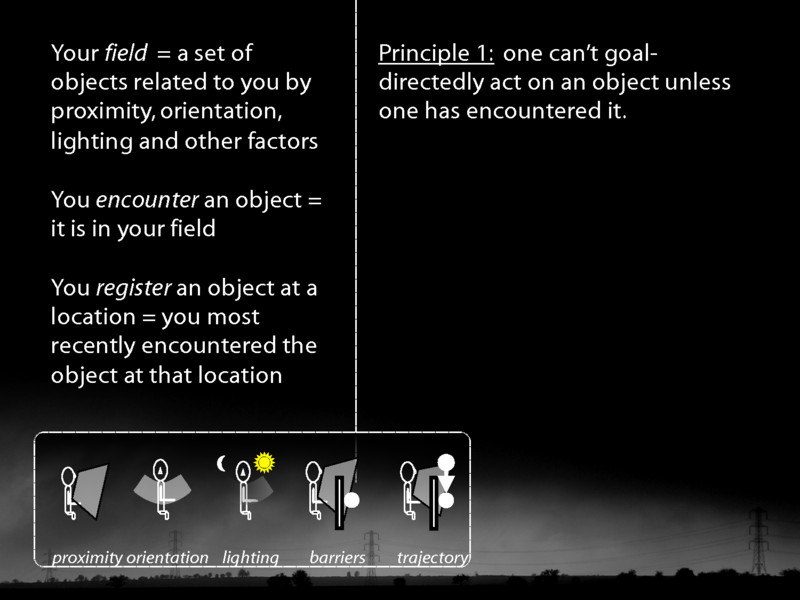 Your field = a set of
objects related to you by
proximity, orientation,
lighting and other factors
You encounter an object =
it is in your field
You register an object at a
location = you most
recently encountered the
object at that location
Principle 1: one can't goal-
directedly act on an object unless
one has encountered it.
proximity orientation lighting barriers trajectory